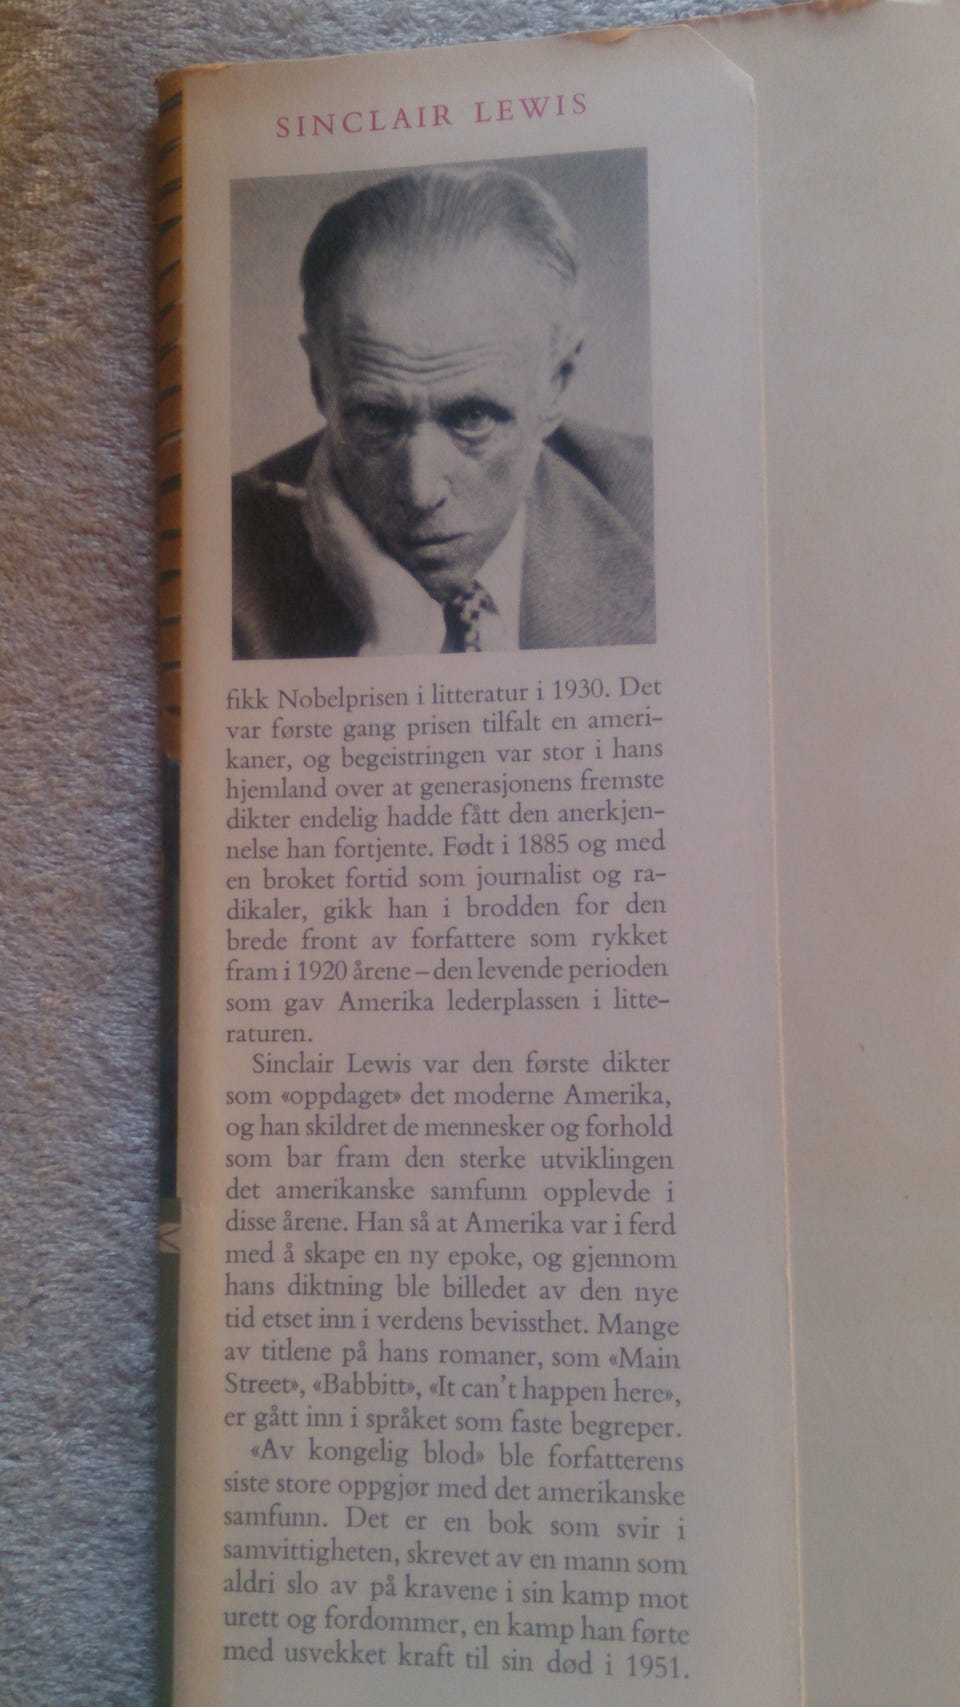 SINCLAIR LEWIS
fikk Nobelprisen i litteratur i 1930. Det
var første gang prisen tilfalt en ameri-
kaner, og begeistringen var stor i hans
hjemland over at generasjonens fremste
dikter endelig hadde fått den anerkjen-
nelse han fortjente. Født i 1885 og med
en broket fortid som journalist og ra-
dikaler, gikk han i brodden for den
brede front av forfattere som rykket
fram i 1920 årene – den levende perioden
som gav Amerika lederplassen i litte-
raturen.
Sinclair Lewis var den første dikter
som «oppdaget» det moderne Amerika,
og han skildret de mennesker og forhold
som bar fram den sterke utviklingen
det amerikanske samfunn opplevde i
disse årene. Han så at Amerika var i ferd
med å skape en ny epoke, og gjennom
hans diktning ble billedet av den nye
tid etset inn i verdens bevissthet. Mange
av titlene på hans romaner, som «Main
Street», «Babbitt», «It can't happen here»,
er gått inn i språket som faste begreper.
«Av kongelig blod» ble forfatterens
siste store oppgjør med det amerikanske
samfunn. Det er en bok som svir i
samvittigheten, skrevet av en mann som
aldri slo av på kravene i sin kamp mot
urett og fordommer, en kamp han førte
med usvekket kraft til sin død i 1951.